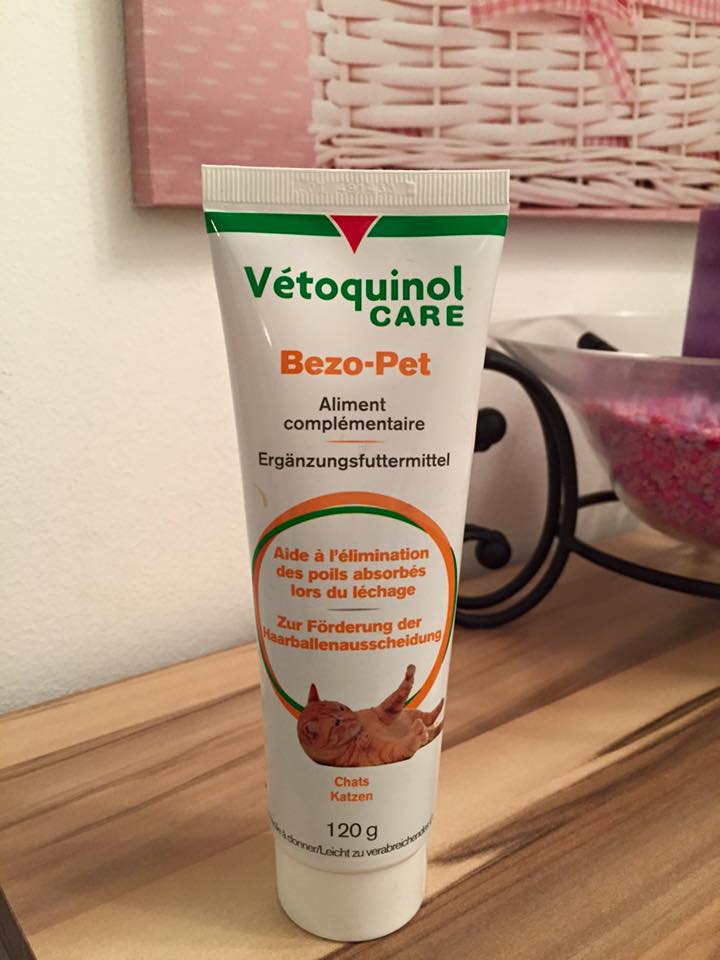 Vétoquinol
CARE
Bezo-Pet
Aliment
complémentaire
Ergänzungsfuttermittel
Aide à l'élimination
des poils absorbés
lors du léchage
Zur Förderung der
Haarballenausscheidung
Chats
Katzen
120 g
à donner/Leicht zu verabreichender